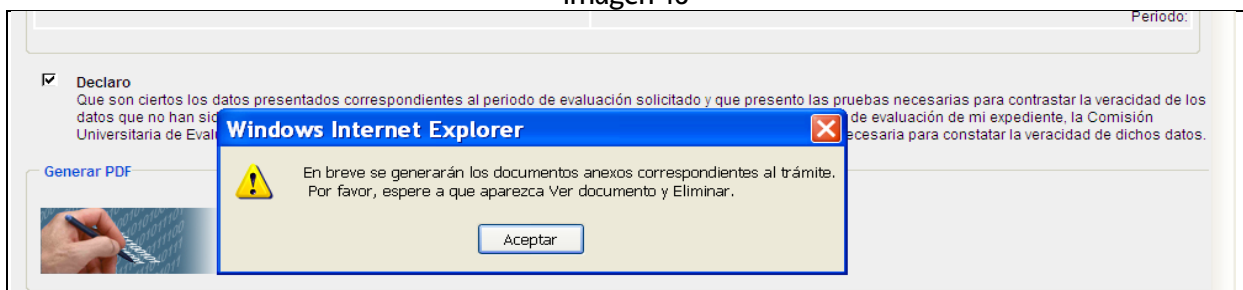 Periodo:
Declaro
Que son ciertos los datos presentados correspondientes al periodo de evaluación solicitado y que presento las pruebas necesarias para contrastar la veracidad de los
datos que no han sid de evaluación de mi expediente, la Comisión
Universitaria de Eval ecesaria para constatar la veracidad de dichos datos.
Windows Internet Explorer
En breve se generarán los documentos anexos correspondientes al trámite.
Por favor, espere a que aparezca Ver documento y Eliminar.
Aceptar
Generar PDF